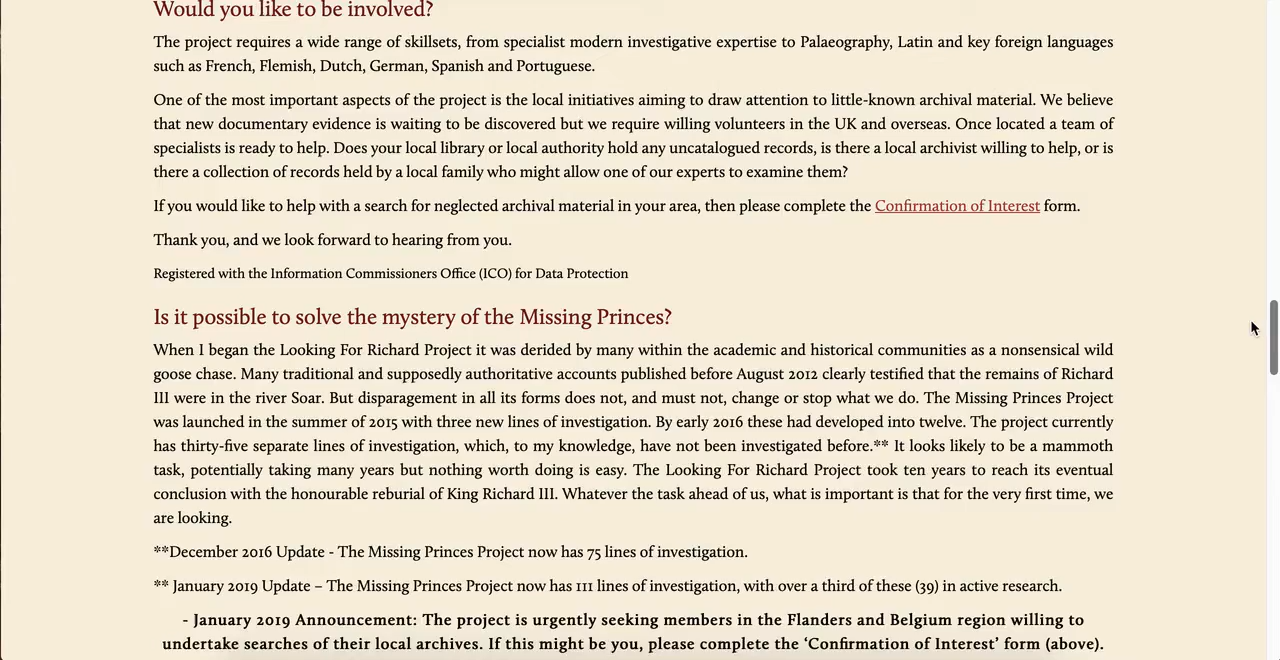 Would you like to be involved?
The project requires a wide range of skillsets, from specialist modern investigative expertise to Palaeography, Latin and key foreign languages
such as French, Flemish, Dutch, German, Spanish and Portuguese.
One of the most important aspects of the project is the local initiatives aiming to draw attention to little-known archival material. We believe
that new documentary evidence is waiting to be discovered but we require willing volunteers in the UK and overseas. Once located a team of
specialists is ready to help. Does your local library or local authority hold any uncatalogued records, is there a local archivist willing to help, or is
there a collection of records held by a local family who might allow one of our experts to examine them?
If you would like to help with a search for neglected archival material in your area, then please complete the Confirmation of Interest form.
Thank you, and we look forward to hearing from you.
Registered with the Information Commissioners Office (ICO) for Data Protection
Is it possible to solve the mystery of the Missing Princes?
When I began the Looking For Richard Project it was derided by many within the academic and historical communities as a nonsensical wild
goose chase. Many traditional and supposedly authoritative accounts published before August 2012 clearly testified that the remains of Richard
III were in the river Soar. But disparagement in all its forms does not, and must not, change or stop what we do. The Missing Princes Project
was launched in the summer of 2015 with three new lines of investigation. By early 2016 these had developed into twelve. The project currently
has thirty-five separate lines of investigation, which, to my knowledge, have not been investigated before.** It looks likely to be a mammoth
task, potentially taking many years but nothing worth doing is easy. The Looking For Richard Project took ten years to reach its eventual
conclusion with the honourable reburial of King Richard III. Whatever the task ahead of us, what is important is that for the very first time, we
are looking.
**December 2016 Update - The Missing Princes Project now has 75 lines of investigation.
** January 2019 Update – The Missing Princes Project now has 111 lines of investigation, with over a third of these (39) in active research.
- January 2019 Announcement: The project is urgently seeking members in the Flanders and Belgium region willing to
undertake searches of their local archives. If this might be you, please complete the ‘Confirmation of Interest’ form (above).